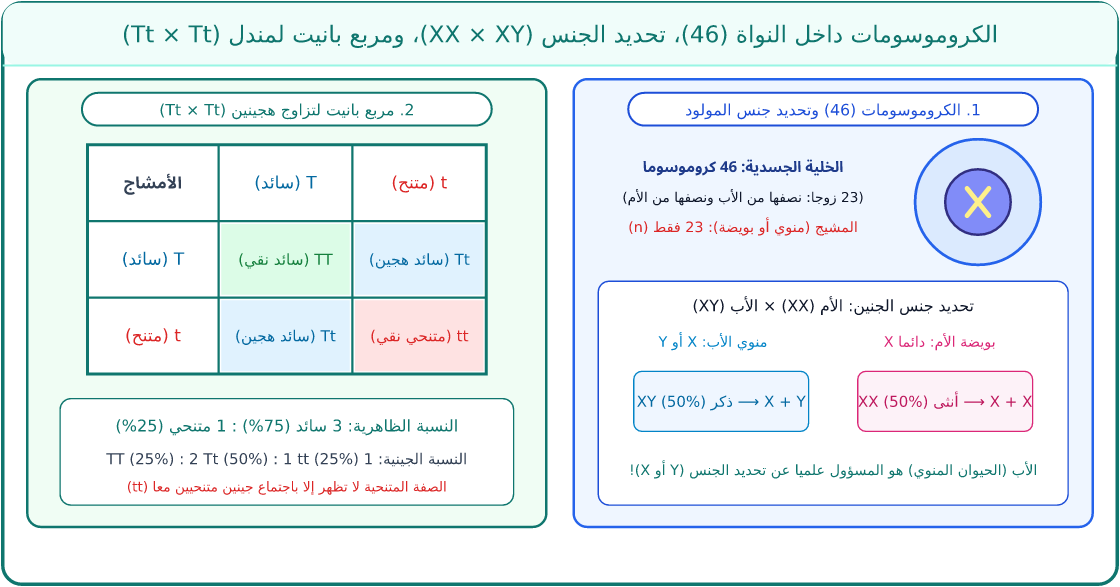 الكروموسومات داخل النواة (46)، تحديد الجنس (XX × XY)، ومربع بانيت لمندل (Tt × Tt)
1. الكروموسومات (46) وتحديد جنس المولود
الخلية الجسدية: 46 كروموسوما
(23 زوجا: نصفها من الأب ونصفها من الأم)
المشيج (منوي أو بويضة): 23 فقط (n)
X
تحديد جنس الجنين: الأم (XX) × الأب (XY)
بويضة الأم: دائما X
منوي الأب: X أو Y
X + X ⟶ أنثى XX (50%)
X + Y ⟶ ذكر XY (50%)
الأب (الحيوان المنوي) هو المسؤول علميا عن تحديد الجنس (X أو Y)!
2. مربع بانيت لتزاوج هجينين (Tt × Tt)
t (متنح) T (سائد) الأمشاج
Tt (سائد هجين) TT (سائد نقي) T (سائد)
tt (متنحي نقي) Tt (سائد هجين) t (متنح)
النسبة الظاهرية: 3 سائد (75%) : 1 متنحي (25%)
النسبة الجينية: 1 TT (25%) : 2 Tt (50%) : 1 tt (25%)
الصفة المتنحية لا تظهر إلا باجتماع جينين متنحيين معا (tt)